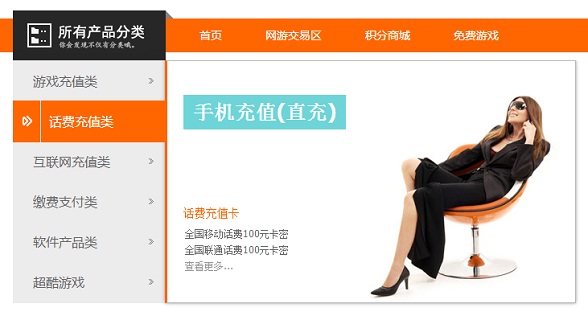 所有产品分类
你会发现不仅有分类哦。
首页 网游交易区 积分商城 免费游戏
游戏充值类
话费充值类
互联网充值类
缴费支付类
软件产品类
超酷游戏
手机充值(直充)
话费充值卡
全国移动话费100元卡密
全国联通话费100元卡密
查看更多...